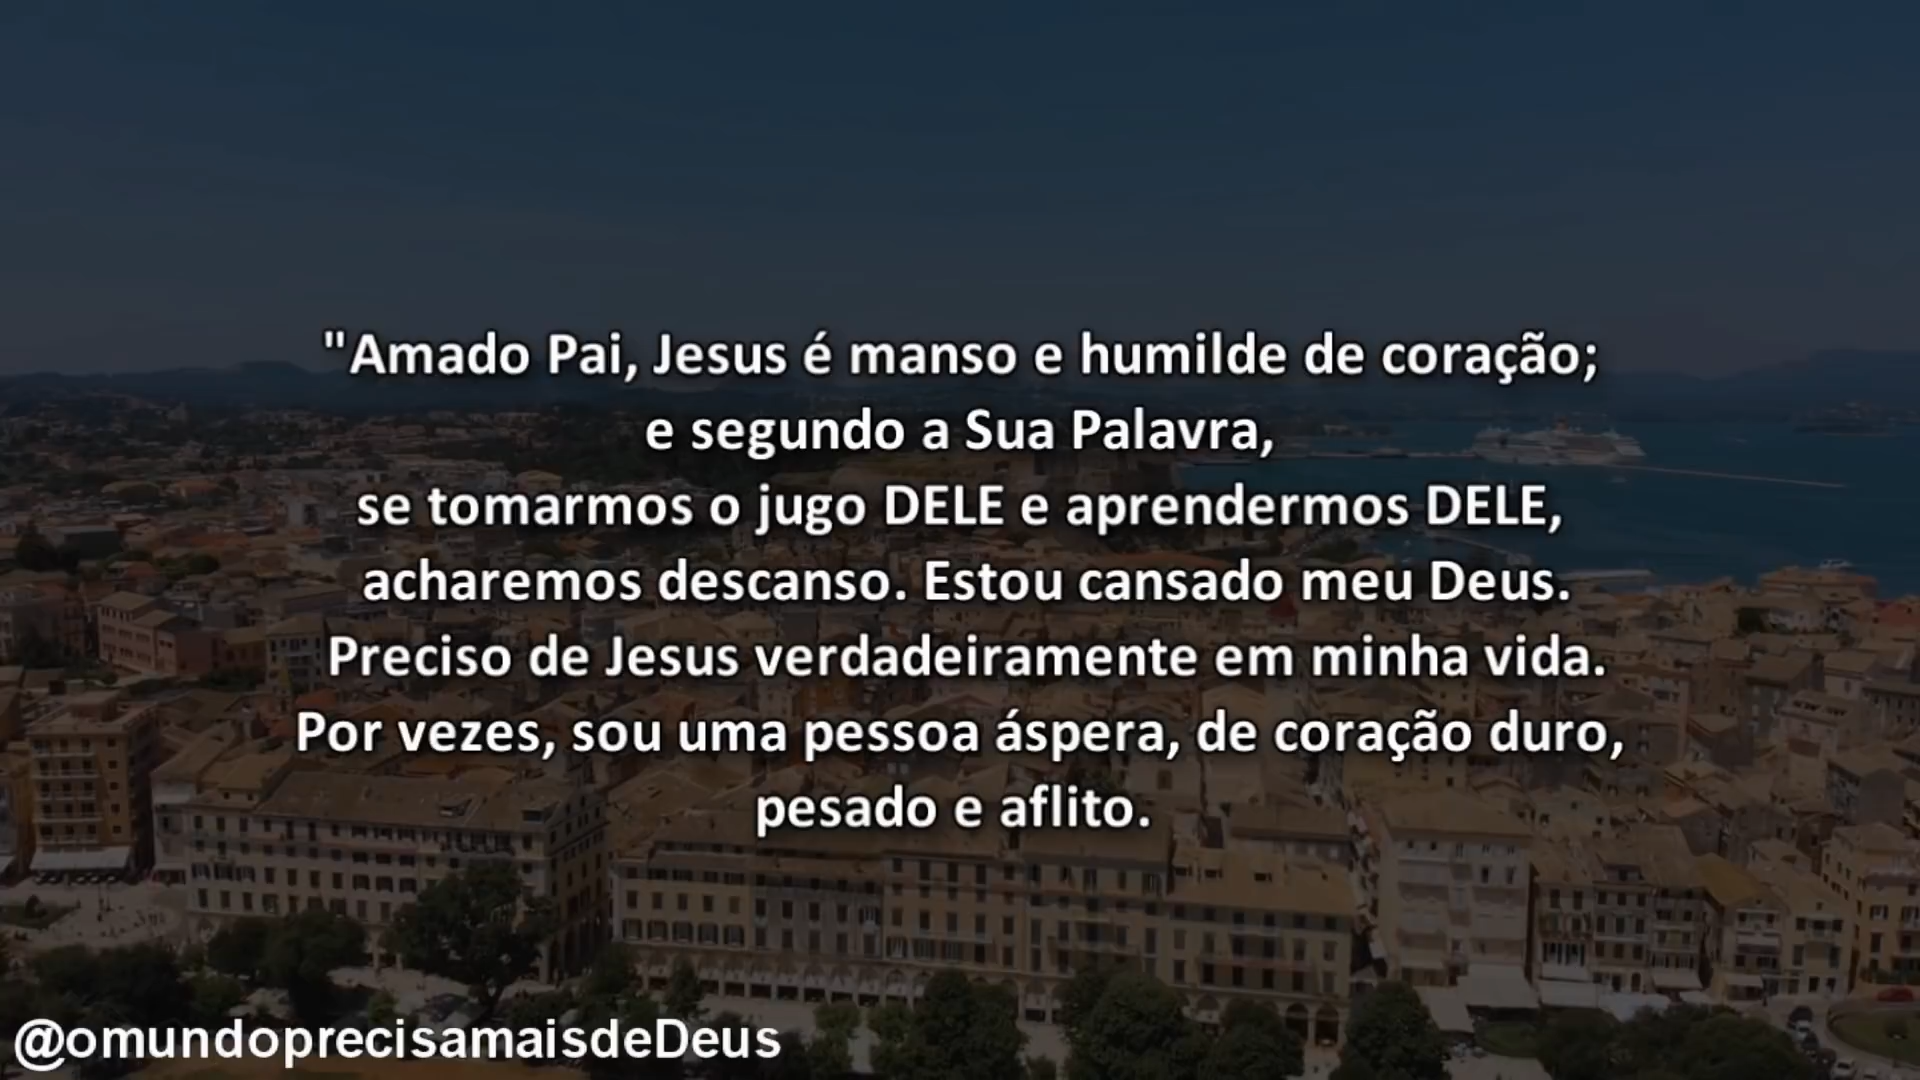 "Amado Pai, Jesus é manso e humilde de coração;
e segundo a Sua Palavra,
se tomarmos o jugo DELE e aprendermos DELE,
acharemos descanso. Estou cansado meu Deus.
Preciso de Jesus verdadeiramente em minha vida.
Por vezes, sou uma pessoa áspera, de coração duro,
pesado e aflito.
@omundoprecisamaisdeDeus